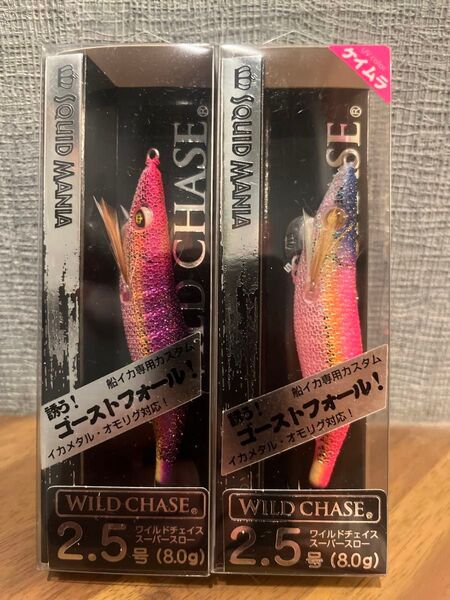 SQUID MANIA
LD CHASE®
船イカ専用カスタム
誘う!
ゴーストフォール!
イカメタル・オモリグ対応!
WILD CHASE®
2.5号
ワイルドチェイス
スーパースロー
(8.0g)
UV color
ケイムラ
SQUID MANIA
SE®
船イカ専用カスタム
誘う!
ゴーストフォール!
イカメタル・オモリグ対応!
WILD CHASE®
2.5号
ワイルドチェイス
スーパースロー
(8.0g)